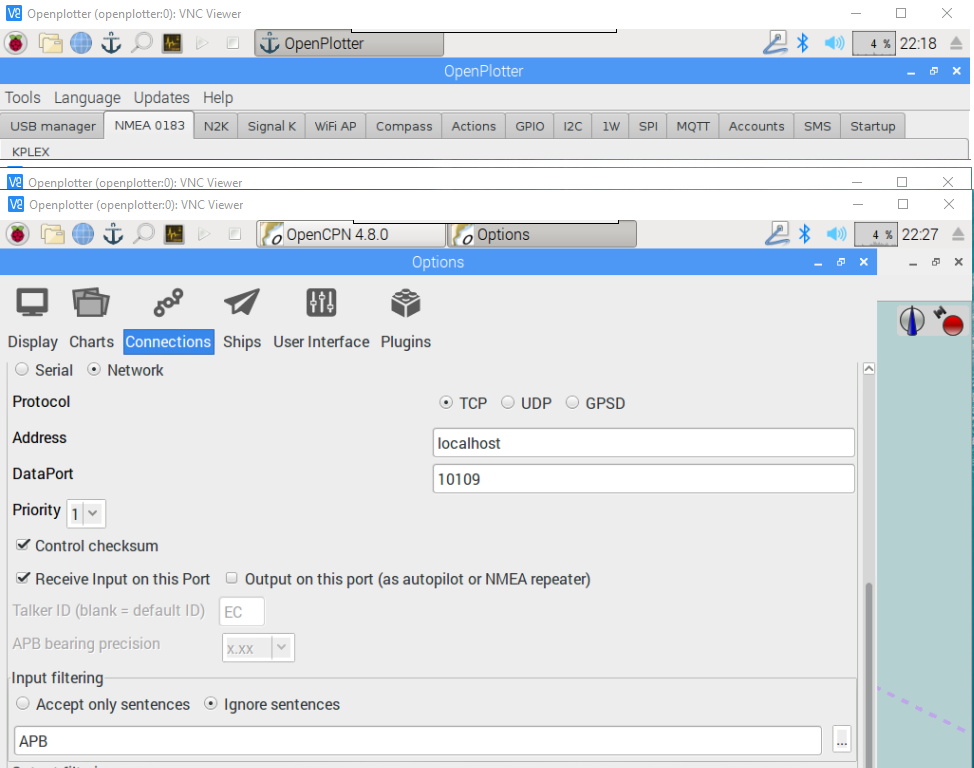 Openplotter (openplotter:0): VNC Viewer
OpenPlotter 4 % 22:18
OpenPlotter
Tools Language Updates Help
USB manager NMEA 0183 N2K Signal K WiFi AP Compass Actions GPIO I2C 1W SPI MQTT Accounts SMS Startup
KPLEX
Openplotter (openplotter:0): VNC Viewer
Openplotter (openplotter:0): VNC Viewer
OpenCPN 4.8.0 Options 4 % 22:27
Options
Display Charts Connections Ships User Interface Plugins
Serial Network
Protocol TCP UDP GPSD
Address localhost
DataPort 10109
Priority 1
Control checksum
Receive Input on this Port Output on this port (as autopilot or NMEA repeater)
Talker ID (blank = default ID) EC
APB bearing precision x.xx
Input filtering
Accept only sentences Ignore sentences
APB ...